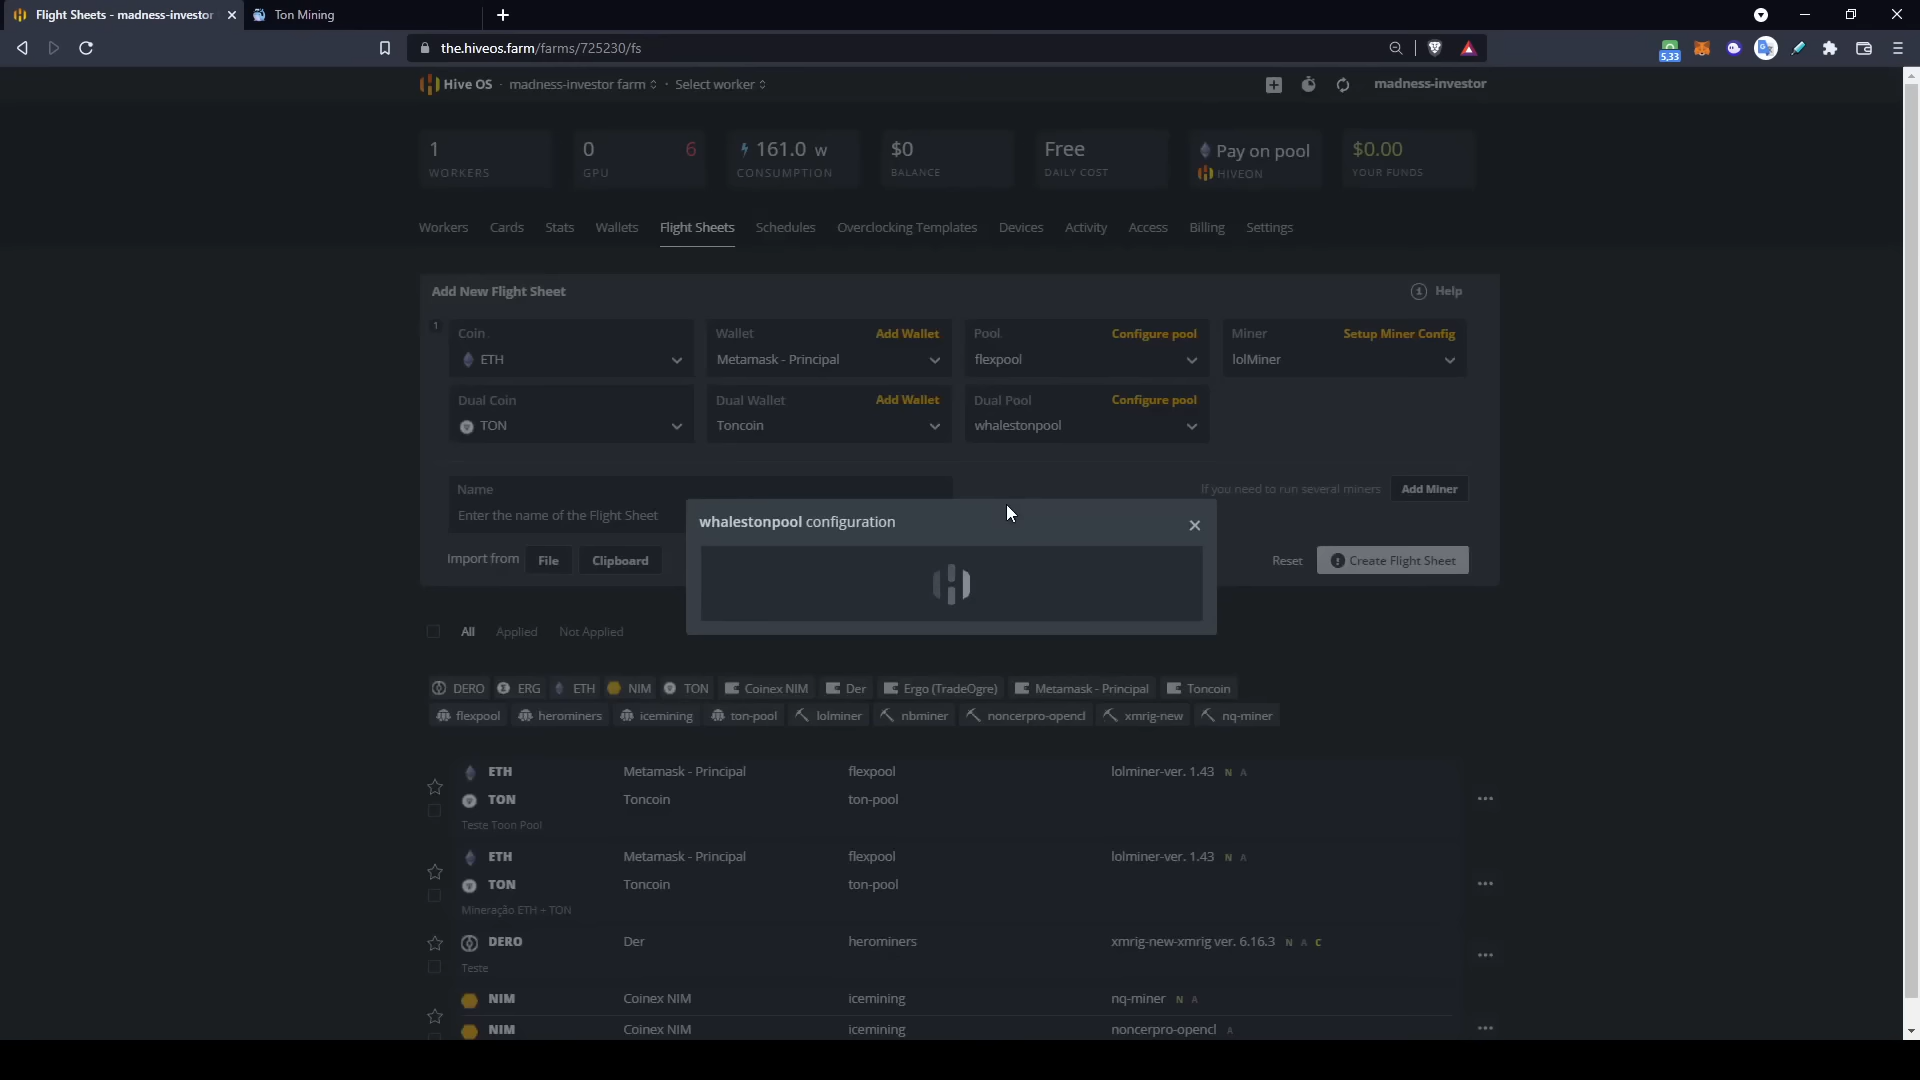 Flight Sheets - madness-investor
Ton Mining
the.hiveos.farm/farms/725230/fs
5,33
Hive OS · madness-investor farm · Select worker
madness-investor
1 WORKERS
0 6 GPU
161.0 w CONSUMPTION
$0 BALANCE
Free DAILY COST
Pay on pool HIVEON
$0.00 YOUR FUNDS
Workers Cards Stats Wallets Flight Sheets Schedules Overclocking Templates Devices Activity Access Billing Settings
Add New Flight Sheet Help
1 Coin Wallet Add Wallet Pool Configure pool Miner Setup Miner Config
ETH Metamask - Principal flexpool lolMiner
Dual Coin Dual Wallet Add Wallet Dual Pool Configure pool
TON Toncoin whalestonpool
Name If you need to run several miners Add Miner
Enter the name of the Flight Sheet
whalestonpool configuration
Import from File Clipboard Reset Create Flight Sheet
All Applied Not Applied
DERO ERG ETH NIM TON Coinex NIM Der Ergo (TradeOgre) Metamask - Principal Toncoin
flexpool herominers icemining ton-pool lolminer nbminer noncerpro-opencl xmrig-new nq-miner
ETH Metamask - Principal flexpool lolminer-ver. 1.43 N A
TON Toncoin ton-pool
Teste Toon Pool
ETH Metamask - Principal flexpool lolminer-ver. 1.43 N A
TON Toncoin ton-pool
Mineração ETH + TON
DERO Der herominers xmrig-new-xmrig ver. 6.16.3 N A C
Teste
NIM Coinex NIM icemining nq-miner N A
NIM Coinex NIM icemining noncerpro-opencl A